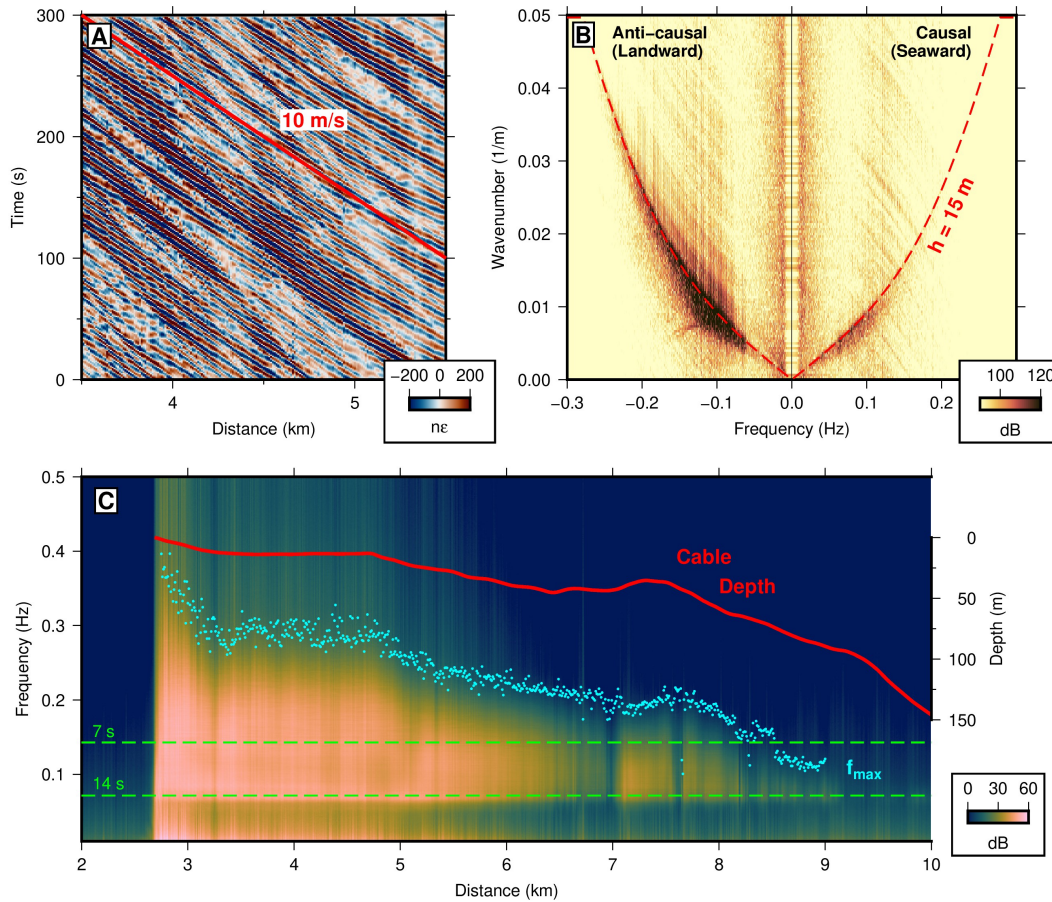 A
300
200
100
0
Time (s)
10 m/s
4
5
Distance (km)
−200 0 200
nε
B
Anti−causal
(Landward)
Causal
(Seaward)
0.05
0.04
0.03
0.02
0.01
0.00
Wavenumber (1/m)
h = 15 m
−0.3 −0.2 −0.1 0.0 0.1 0.2
Frequency (Hz)
100 120
dB
C
0.5
0.4
0.3
0.2
0.1
Frequency (Hz)
Cable
Depth
0
50
100
150
Depth (m)
7 s
14 s
fmax
2 3 4 5 6 7 8 9 10
Distance (km)
0 30 60
dB